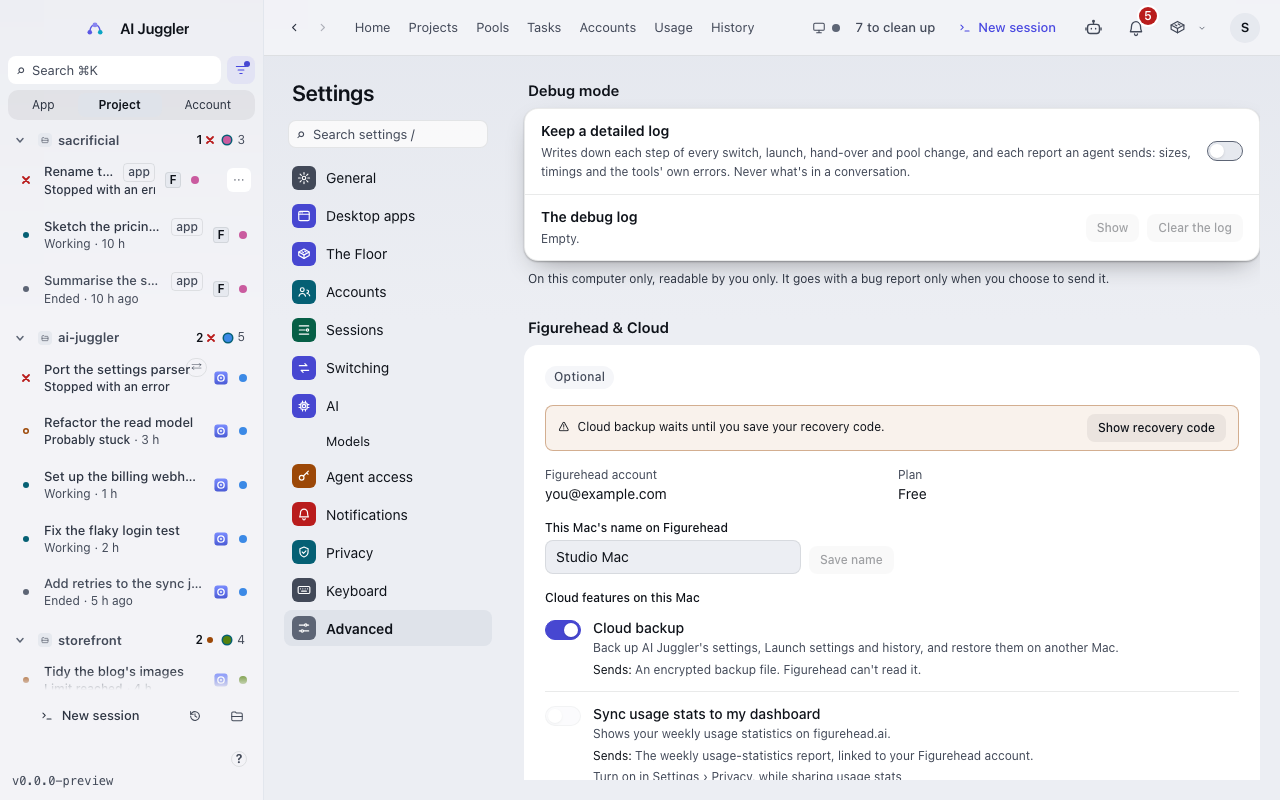 AI Juggler
Search ⌘K
App Project Account
sacrificial 1 3
Rename t... app
Stopped with an err F
Sketch the pricin... app
Working · 10 h F
Summarise the s... app
Ended · 10 h ago F
ai-juggler 2 5
Port the settings parser
Stopped with an error
Refactor the read model
Probably stuck · 3 h
Set up the billing webh...
Working · 1 h
Fix the flaky login test
Working · 2 h
Add retries to the sync j...
Ended · 5 h ago
storefront 2 4
Tidy the blog's images
Limit reached · 4 h
New session
?
v0.0.0-preview
Home Projects Pools Tasks Accounts Usage History 7 to clean up New session 5 S
Settings
Search settings /
General
Desktop apps
The Floor
Accounts
Sessions
Switching
AI
Models
Agent access
Notifications
Privacy
Keyboard
Advanced
Debug mode
Keep a detailed log
Writes down each step of every switch, launch, hand-over and pool change, and each report an agent sends: sizes,
timings and the tools' own errors. Never what's in a conversation.
The debug log
Empty.
Show Clear the log
On this computer only, readable by you only. It goes with a bug report only when you choose to send it.
Figurehead & Cloud
Optional
Cloud backup waits until you save your recovery code. Show recovery code
Figurehead account Plan
you@example.com Free
This Mac's name on Figurehead
Studio Mac Save name
Cloud features on this Mac
Cloud backup
Back up AI Juggler's settings, Launch settings and history, and restore them on another Mac.
Sends: An encrypted backup file. Figurehead can't read it.
Sync usage stats to my dashboard
Shows your weekly usage statistics on figurehead.ai.
Sends: The weekly usage-statistics report, linked to your Figurehead account.
Turn on in Settings › Privacy, while sharing usage stats